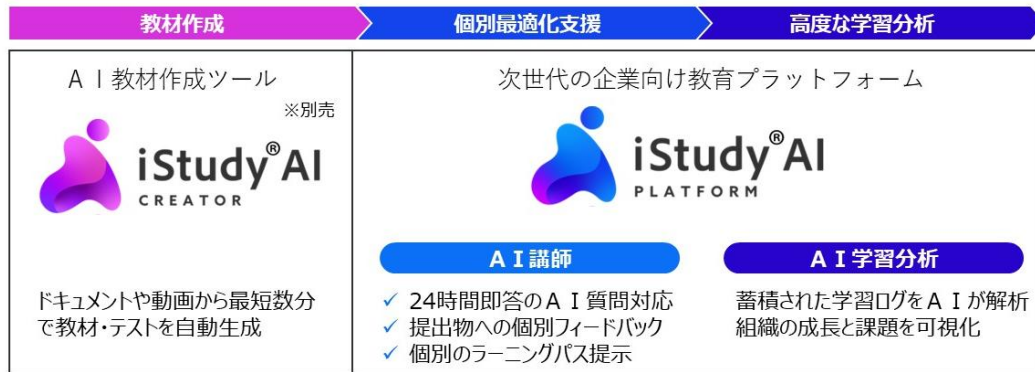 教材作成
個別最適化支援
高度な学習分析
ＡＩ教材作成ツール
※別売
iStudy®AI
CREATOR
ドキュメントや動画から最短数分
で教材・テストを自動生成
次世代の企業向け教育プラットフォーム
iStudy®AI
PLATFORM
ＡＩ講師
✓ 24時間即答のＡＩ質問対応
✓ 提出物への個別フィードバック
✓ 個別のラーニングパス提示
ＡＩ学習分析
蓄積された学習ログをＡＩが解析
組織の成長と課題を可視化